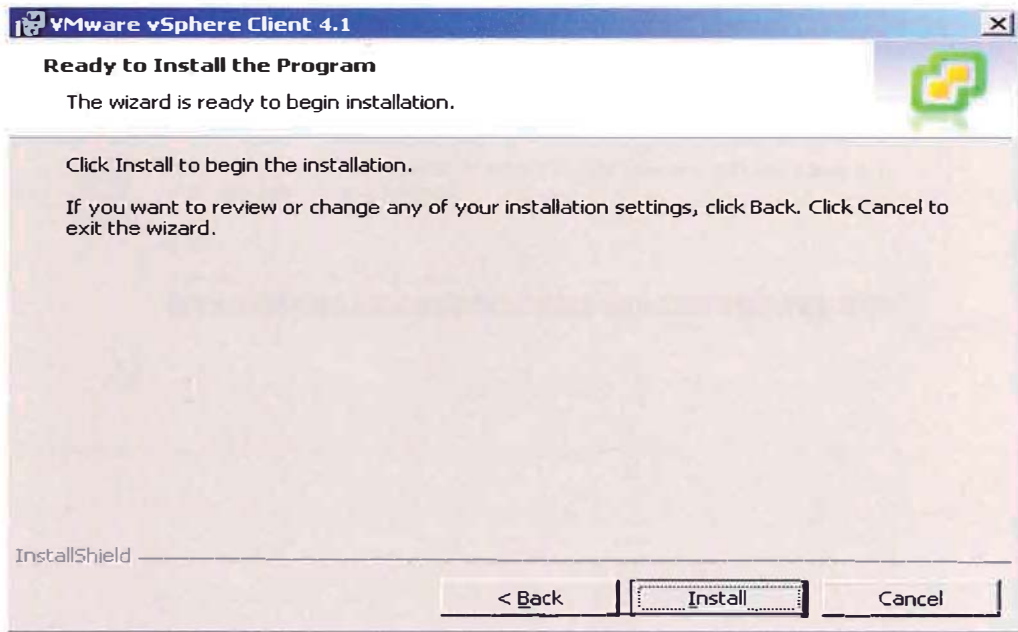 VMware vSphere Client 4.1
Ready to Install the Program
The wizard is ready to begin installation.
Click Install to begin the installation.
If you want to review or change any of your installation settings, click Back. Click Cancel to
exit the wizard.
InstallShield
< Back
Install
Cancel